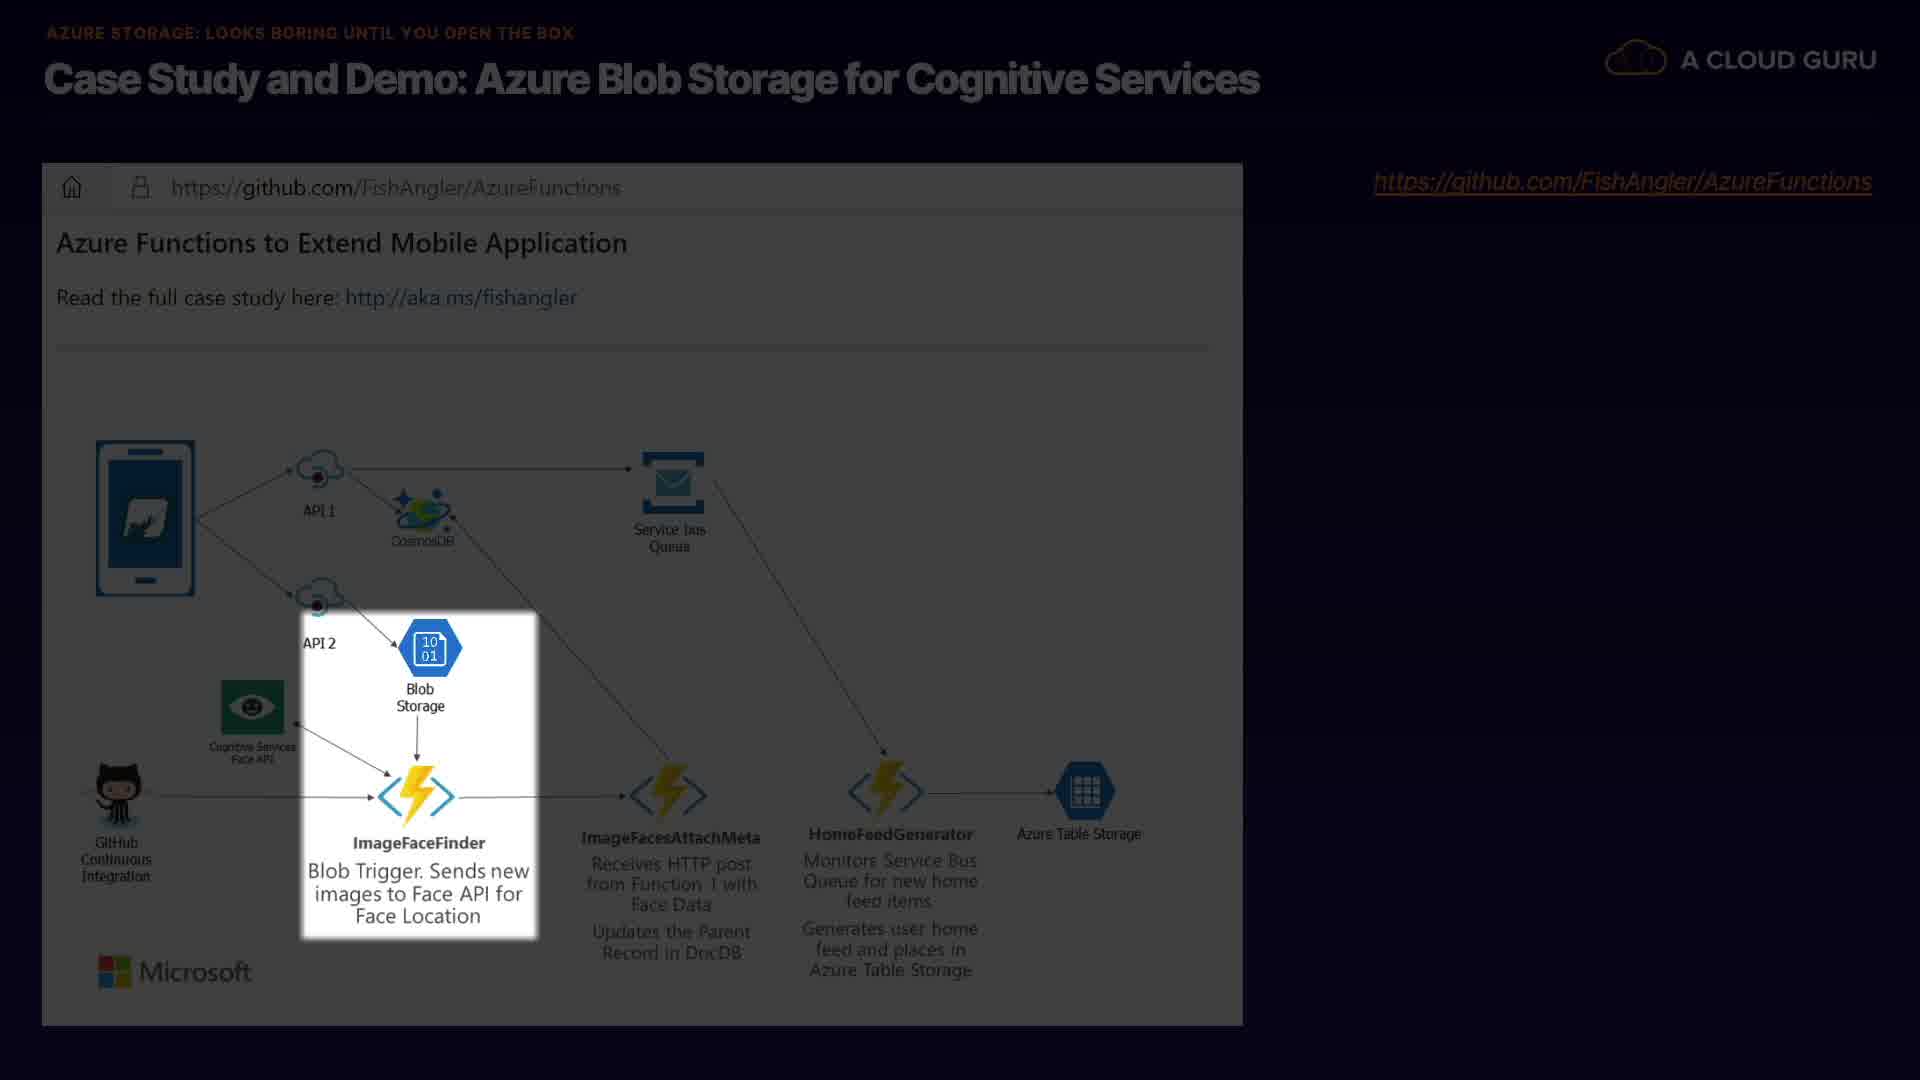 AZURE STORAGE: LOOKS BORING UNTIL YOU OPEN THE BOX
Case Study and Demo: Azure Blob Storage for Cognitive Services
A CLOUD GURU
https://github.com/FishAngler/AzureFunctions
https://github.com/FishAngler/AzureFunctions
Azure Functions to Extend Mobile Application
Read the full case study here: http://aka.ms/fishangler
API 1
CosmosDB
Service bus
Queue
API 2
10
01
Blob
Storage
Cognitive Services
Face API
GitHub
Continuous
Integration
ImageFaceFinder
Blob Trigger. Sends new
images to Face API for
Face Location
ImageFacesAttachMeta
Receives HTTP post
from Function 1 with
Face Data
Updates the Parent
Record in DocDB
HomeFeedGenerator
Monitors Service Bus
Queue for new home
feed items
Generates user home
feed and places in
Azure Table Storage
Azure Table Storage
Microsoft